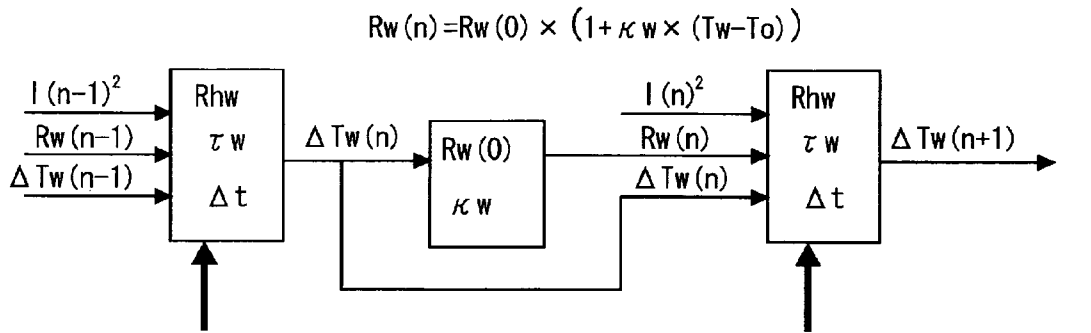 Rw(n)=Rw(0) × (1+κw × (Tw-To))
I(n-1)²
Rw(n-1)
ΔTw(n-1)
Rhw
τw
Δt
ΔTw(n)
Rw(0)
κw
I(n)²
Rw(n)
ΔTw(n)
Rhw
τw
Δt
ΔTw(n+1)